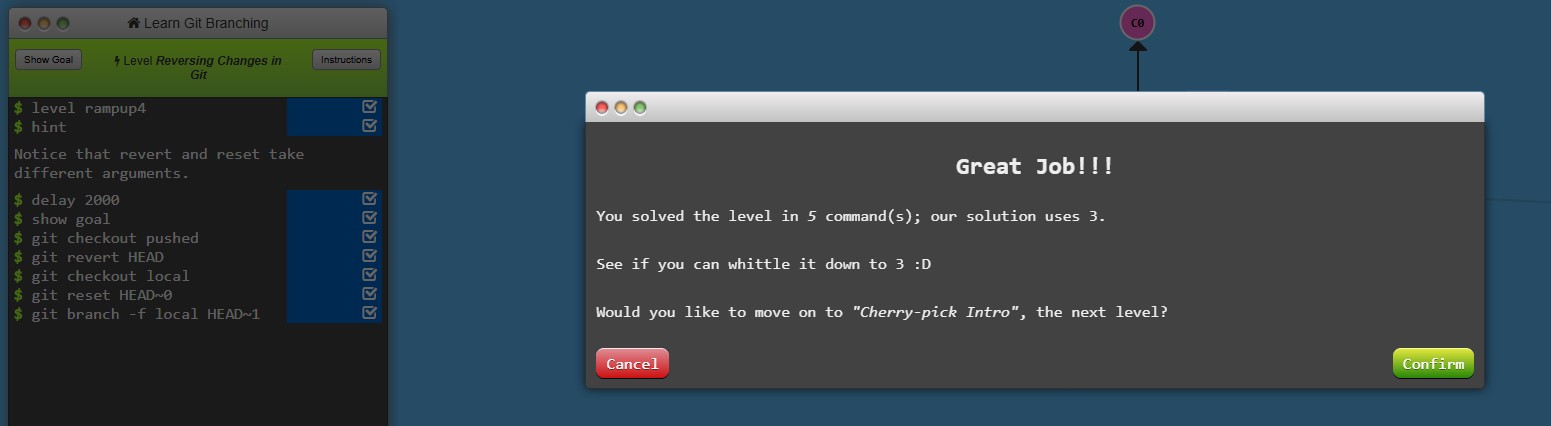 Learn Git Branching
Show Goal
Level Reversing Changes in
Git
Instructions
$ level rampup4
$ hint
Notice that revert and reset take
different arguments.
$ delay 2000
$ show goal
$ git checkout pushed
$ git revert HEAD
$ git checkout local
$ git reset HEAD~0
$ git branch -f local HEAD~1
C0
Great Job!!!
You solved the level in 5 command(s); our solution uses 3.
See if you can whittle it down to 3 :D
Would you like to move on to "Cherry-pick Intro", the next level?
Cancel
Confirm